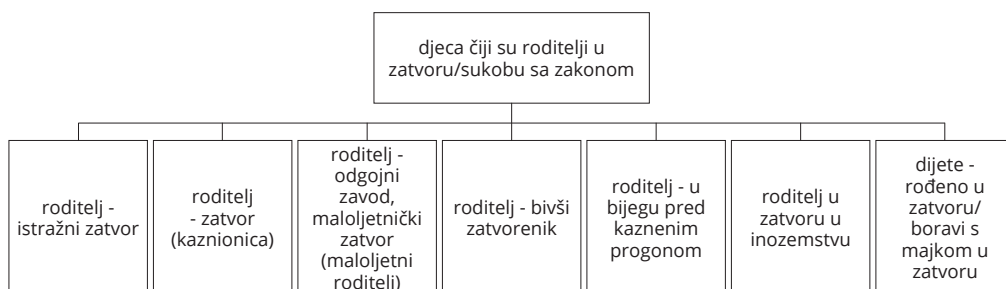 djeca čiji su roditelji u
zatvoru/sukobu sa zakonom
roditelj -
istražni zatvor
roditelj
- zatvor
(kaznionica)
roditelj -
odgojni
zavod,
maloljetnički
zatvor
(maloljetni
roditelj)
roditelj - bivši
zatvorenik
roditelj - u
bijegu pred
kaznenim
progonom
roditelj u
zatvoru u
inozemstvu
dijete -
rođeno u
zatvoru/
boravi s
majkom u
zatvoru